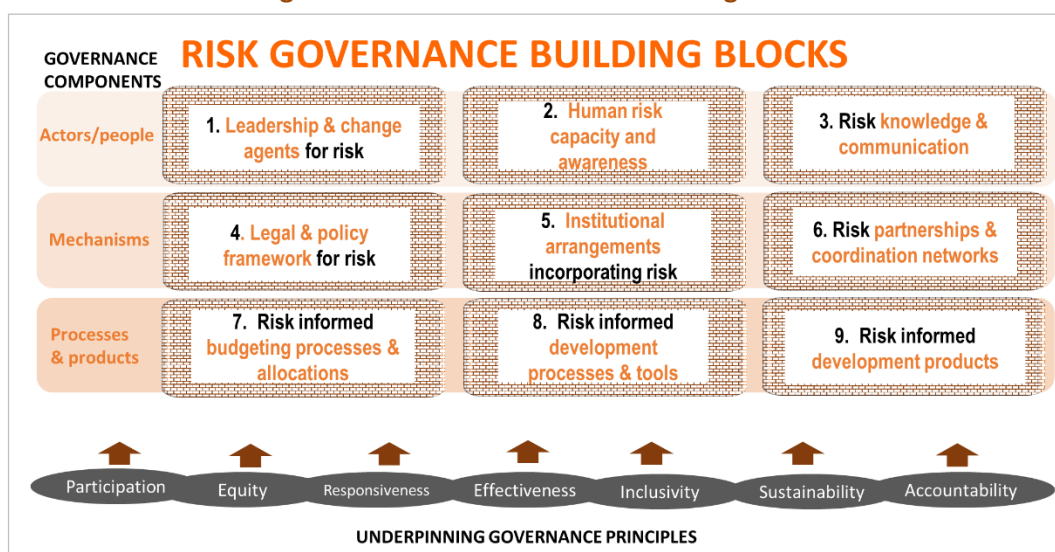 GOVERNANCE
COMPONENTS
RISK GOVERNANCE BUILDING BLOCKS
Actors/people
1. Leadership & change
agents for risk
2. Human risk
capacity and
awareness
3. Risk knowledge &
communication
Mechanisms
4. Legal & policy
framework for risk
5. Institutional
arrangements
incorporating risk
6. Risk partnerships &
coordination networks
Processes
& products
7. Risk informed
budgeting processes &
allocations
8. Risk informed
development
processes & tools
9. Risk informed
development products
Participation
Equity
Responsiveness
Effectiveness
Inclusivity
Sustainability
Accountability
UNDERPINNING GOVERNANCE PRINCIPLES